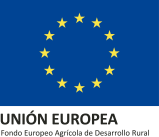 UNIÓN EUROPEA
Fondo Europeo Agrícola de Desarrollo Rural